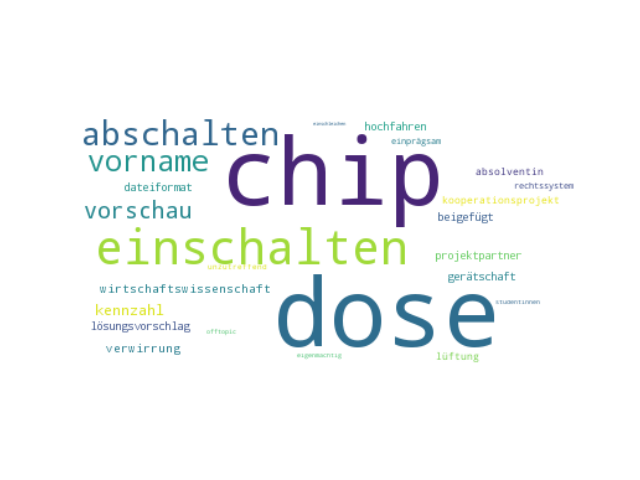 abschalten
hochfahren
einprägsam
chip
vorname
absolventin
dateiformat
rechtssystem
vorschau
kooperationsprojekt
beigefügt
einschalten
projektpartner
unzutreffend
gerätschaft
wirtschaftswissenschaft
dose
studentinnen
kennzahl
lösungsvorschlag
offtopic
verwirrung
eigenmächtig
lüftung